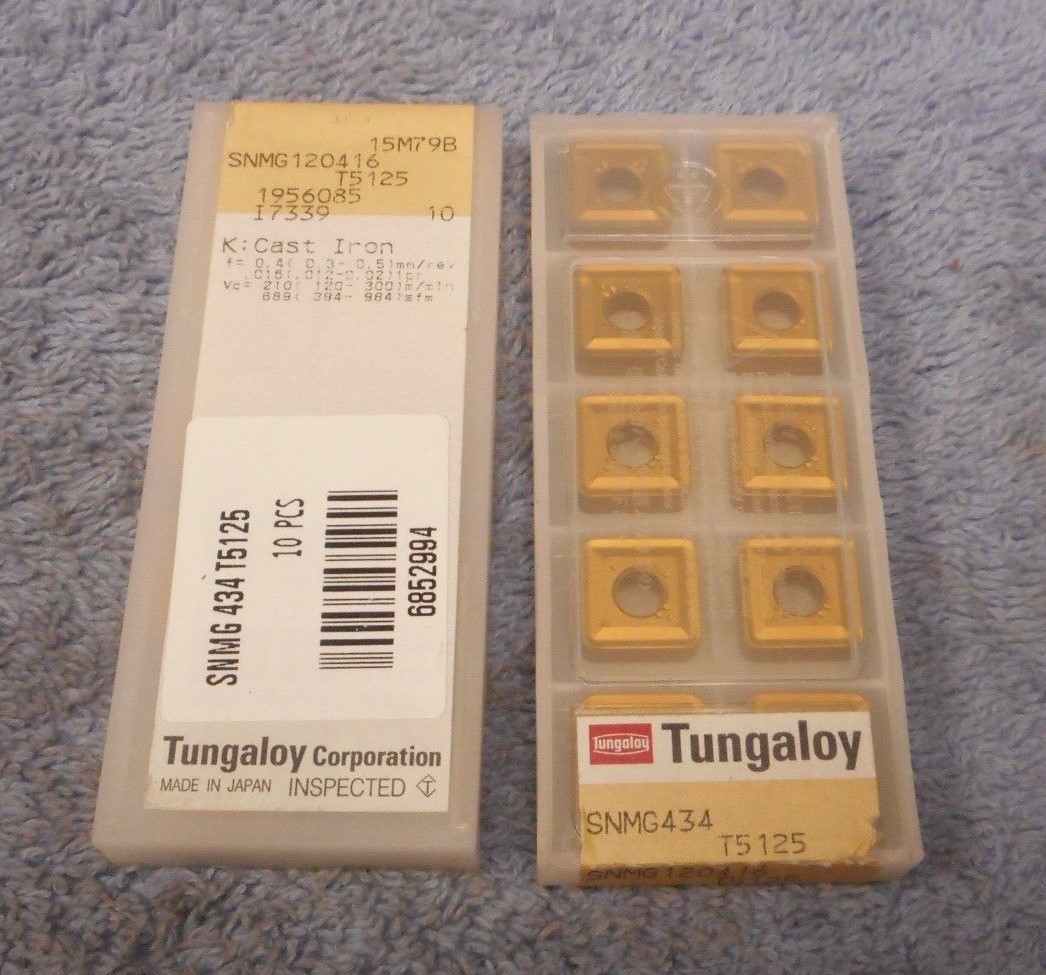 15M79B
SNMG120416
T5125
1956085
I7339 10
K:Cast Iron
f= 0.4( 0.3- 0.5)mm/rev
.016(.012-0.02)ipr
Vc= 210( 120- 300)m/min
689( 394- 984)sfm
SNMG 434 T5125
10 PCS
6852994
Tungaloy Corporation
MADE IN JAPAN INSPECTED
Tungaloy
Tungaloy
SNMG434
T5125
SNMG120416